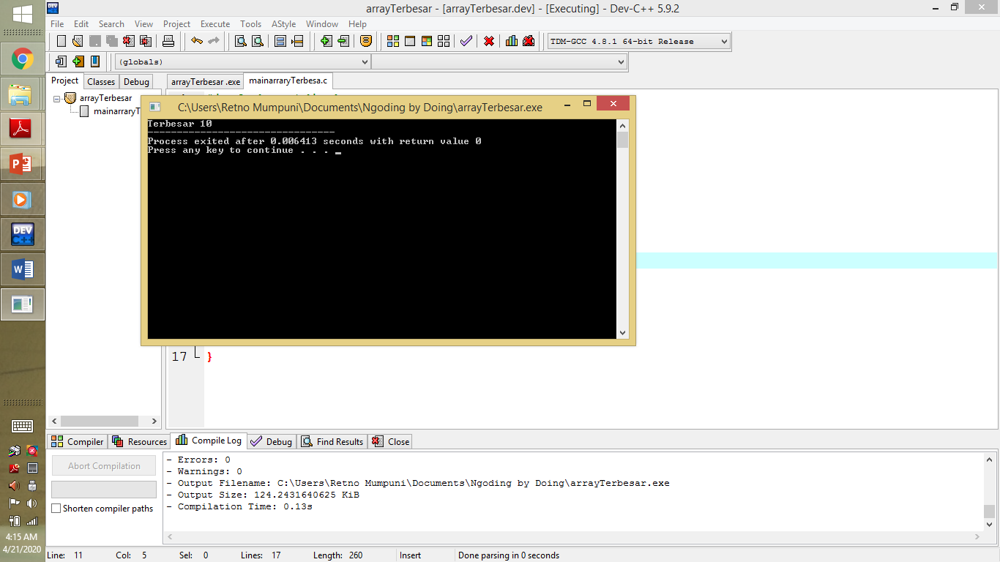 arrayTerbesar - [arrayTerbesar.dev] - [Executing] - Dev-C++ 5.9.2
File Edit Search View Project Execute Tools AStyle Window Help
TDM-GCC 4.8.1 64-bit Release
(globals)
Project Classes Debug
arrayTerbesar .exe mainarraryTerbesa.c
arrayTerbesar
mainarraryT
C:\Users\Retno Mumpuni\Documents\Ngoding by Doing\arrayTerbesar.exe
Terbesar 10
--------------------------------
Process exited after 0.006413 seconds with return value 0
Press any key to continue . . . _
DEV
C++
17 }
Compiler Resources Compile Log Debug Find Results Close
Abort Compilation
Shorten compiler paths
- Errors: 0
- Warnings: 0
- Output Filename: C:\Users\Retno Mumpuni\Documents\Ngoding by Doing\arrayTerbesar.exe
- Output Size: 124.2431640625 KiB
- Compilation Time: 0.13s
4:15 AM
4/21/2020
Line: 11 Col: 5 Sel: 0 Lines: 17 Length: 260 Insert Done parsing in 0 seconds